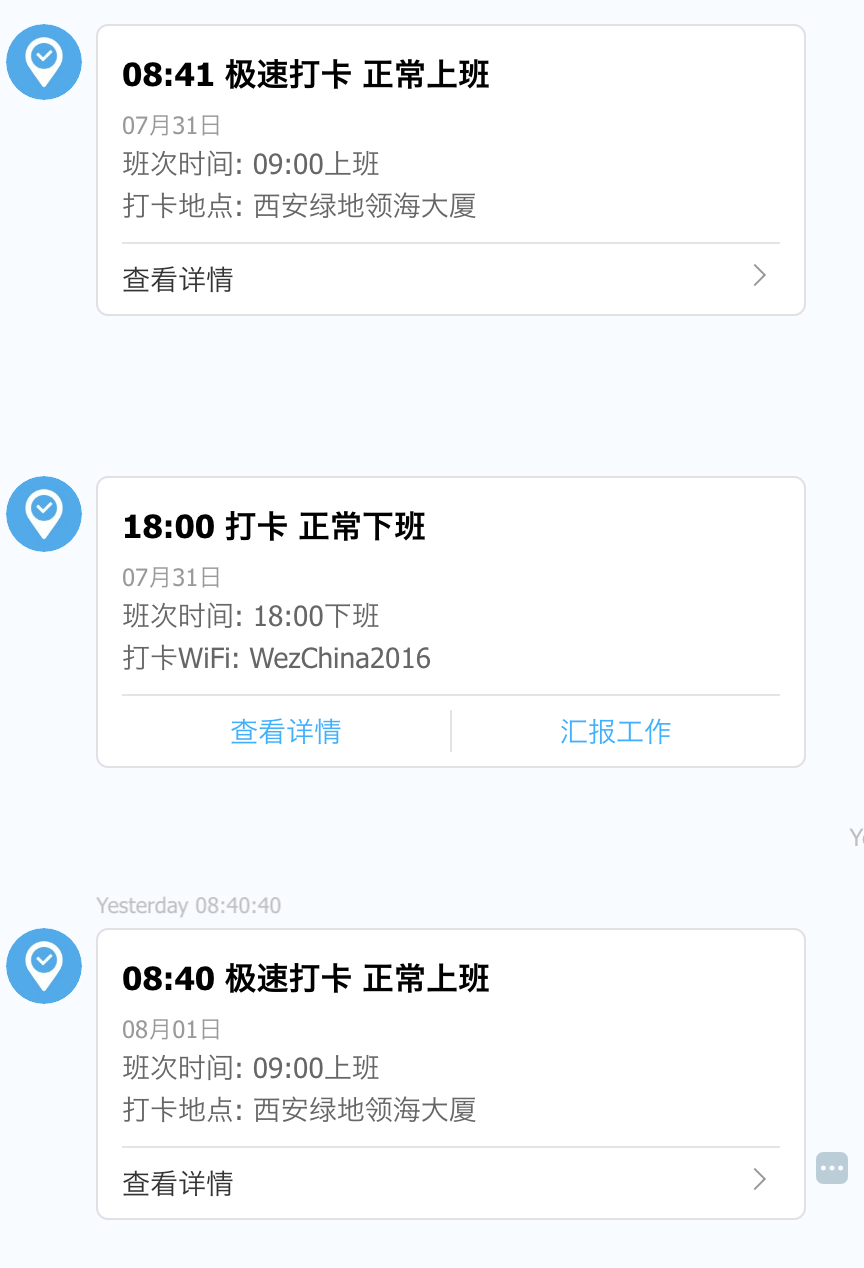 08:41 极速打卡 正常上班
07月31日
班次时间: 09:00上班
打卡地点: 西安绿地领海大厦
查看详情
18:00 打卡 正常下班
07月31日
班次时间: 18:00下班
打卡WiFi: WezChina2016
查看详情 汇报工作
Yesterday 08:40:40
08:40 极速打卡 正常上班
08月01日
班次时间: 09:00上班
打卡地点: 西安绿地领海大厦
查看详情